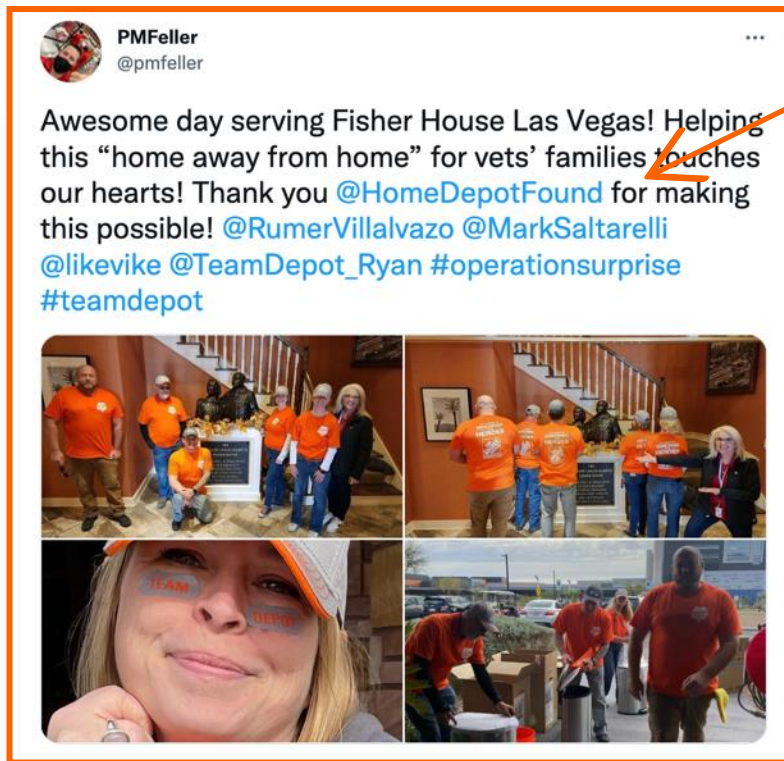 PMFeller
@pmfeller
Awesome day serving Fisher House Las Vegas! Helping
this “home away from home” for vets’ families touches
our hearts! Thank you @HomeDepotFound for making
this possible! @RumerVillalvazo @MarkSaltarelli
@likevike @TeamDepot_Ryan #operationsurprise
#teamdepot
TEAM
DEPOT